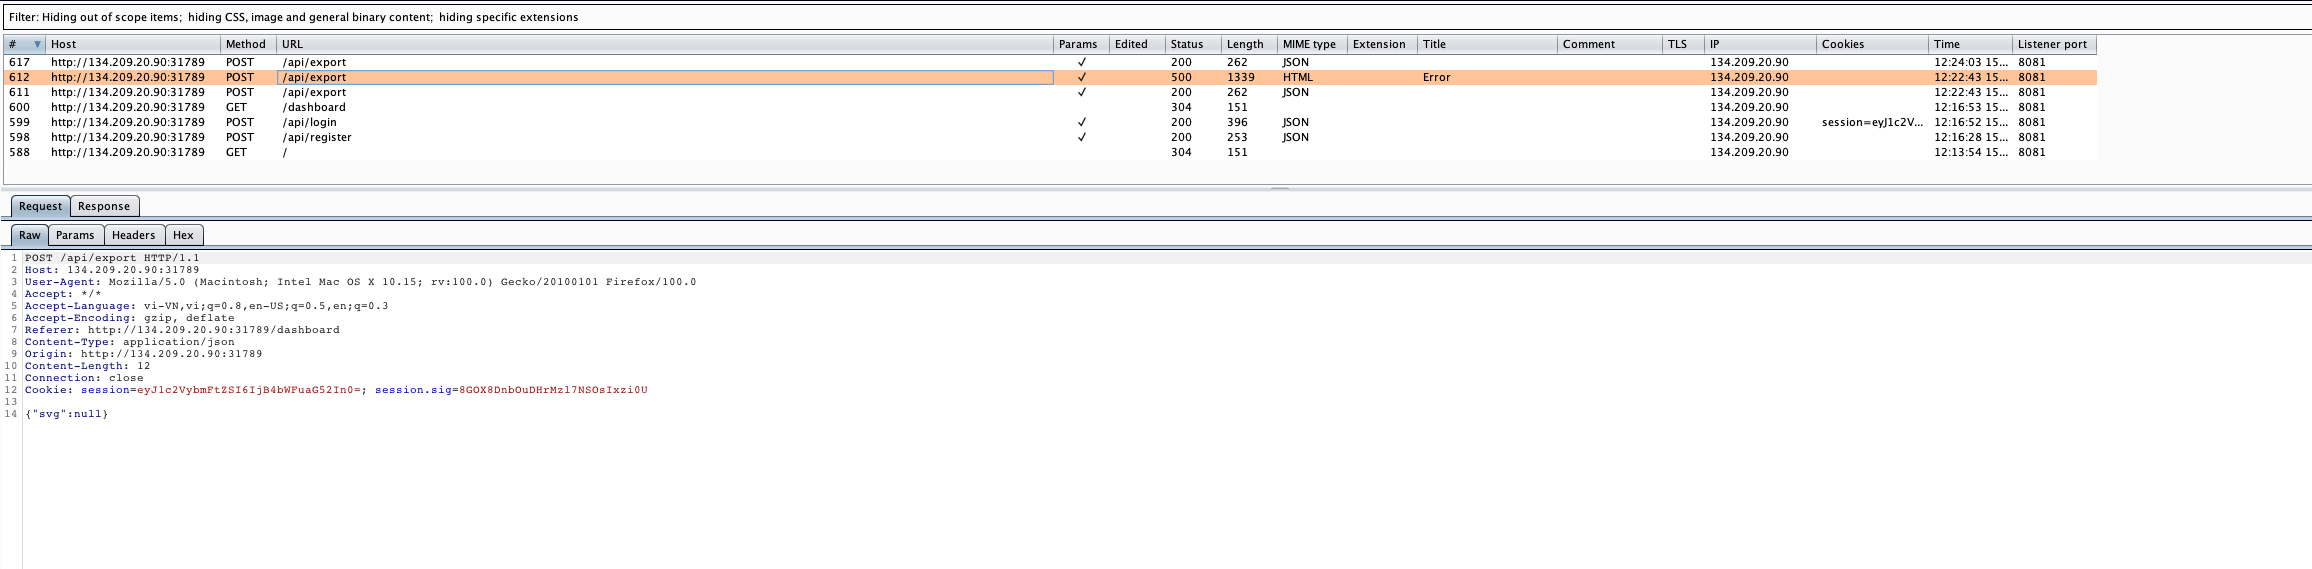 Filter: Hiding out of scope items;  hiding CSS, image and general binary content;  hiding specific extensions
# Host Method URL Params Edited Status Length MIME type Extension Title Comment TLS IP Cookies Time Listener port
617 http://134.209.20.90:31789 POST /api/export ✓ 200 262 JSON 134.209.20.90 12:24:03 15... 8081
612 http://134.209.20.90:31789 POST /api/export ✓ 500 1339 HTML Error 134.209.20.90 12:22:43 15... 8081
611 http://134.209.20.90:31789 POST /api/export ✓ 200 262 JSON 134.209.20.90 12:22:43 15... 8081
600 http://134.209.20.90:31789 GET /dashboard 304 151 134.209.20.90 12:16:53 15... 8081
599 http://134.209.20.90:31789 POST /api/login ✓ 200 396 JSON 134.209.20.90 session=eyJ1c2V... 12:16:52 15... 8081
598 http://134.209.20.90:31789 POST /api/register ✓ 200 253 JSON 134.209.20.90 12:16:28 15... 8081
588 http://134.209.20.90:31789 GET / 304 151 134.209.20.90 12:13:54 15... 8081
Request Response
Raw Params Headers Hex
1 POST /api/export HTTP/1.1
2 Host: 134.209.20.90:31789
3 User-Agent: Mozilla/5.0 (Macintosh; Intel Mac OS X 10.15; rv:100.0) Gecko/20100101 Firefox/100.0
4 Accept: */*
5 Accept-Language: vi-VN,vi;q=0.8,en-US;q=0.5,en;q=0.3
6 Accept-Encoding: gzip, deflate
7 Referer: http://134.209.20.90:31789/dashboard
8 Content-Type: application/json
9 Origin: http://134.209.20.90:31789
10 Content-Length: 12
11 Connection: close
12 Cookie: session=eyJ1c2VybmFtZSI6IjB4bWFuaG52In0=; session.sig=8GOX8DnbOuDHrMzl7NSOsIxzi0U
13
14 {"svg":null}